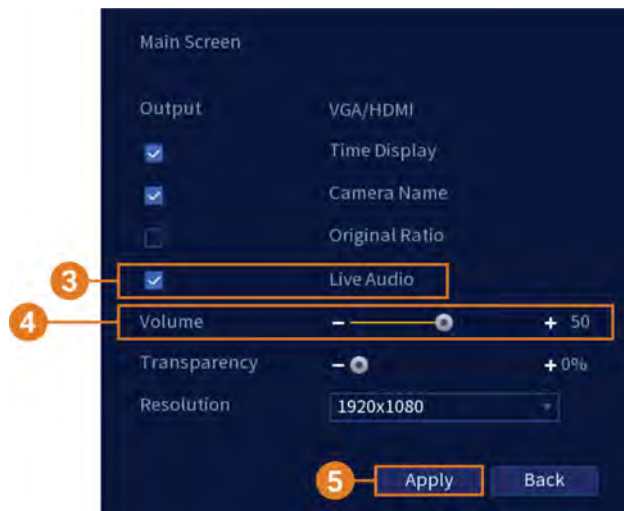 Main Screen
Output VGA/HDMI
Time Display
Camera Name
Original Ratio
3 Live Audio
4 Volume - + 50
Transparency - + 0%
Resolution 1920x1080
5 Apply Back